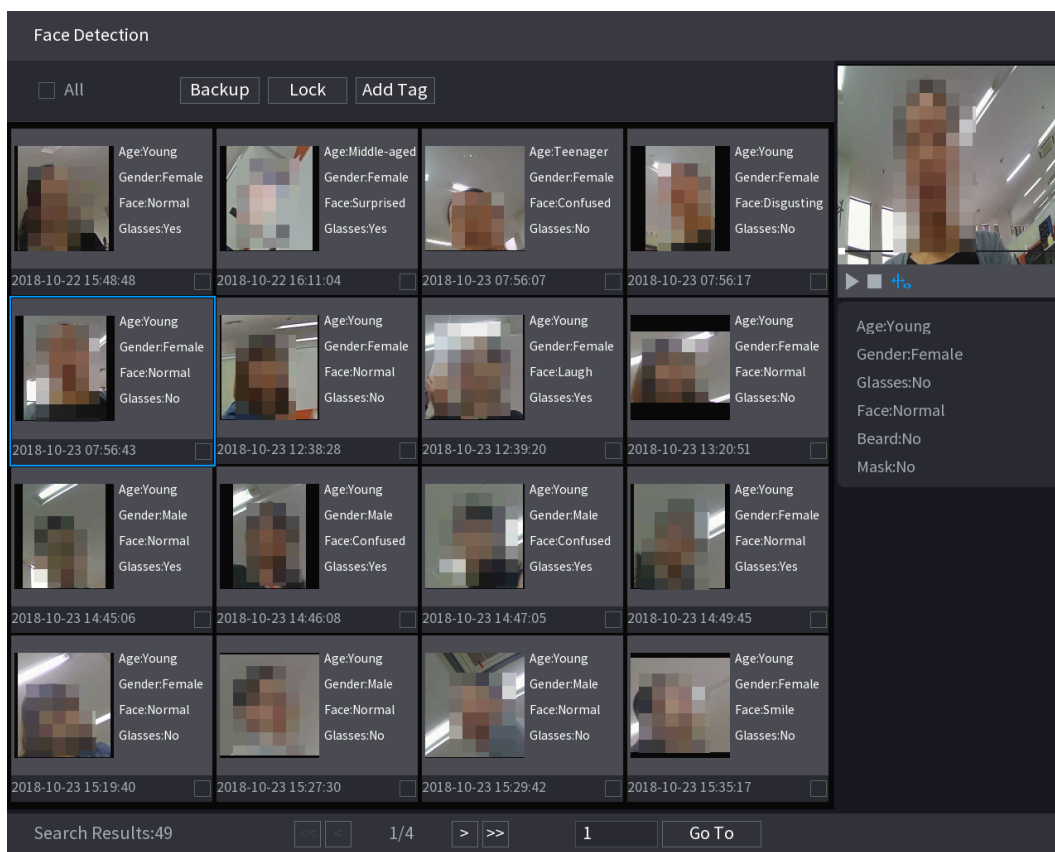 Face Detection
All Backup Lock Add Tag
Age:Young
Gender:Female
Face:Normal
Glasses:Yes
2018-10-22 15:48:48
Age:Middle-aged
Gender:Female
Face:Surprised
Glasses:Yes
2018-10-22 16:11:04
Age:Teenager
Gender:Female
Face:Confused
Glasses:No
2018-10-23 07:56:07
Age:Young
Gender:Female
Face:Disgusting
Glasses:No
2018-10-23 07:56:17
Age:Young
Gender:Female
Face:Normal
Glasses:No
2018-10-23 07:56:43
Age:Young
Gender:Female
Face:Normal
Glasses:No
2018-10-23 12:38:28
Age:Young
Gender:Female
Face:Laugh
Glasses:Yes
2018-10-23 12:39:20
Age:Young
Gender:Female
Face:Normal
Glasses:No
2018-10-23 13:20:51
Age:Young
Gender:Male
Face:Normal
Glasses:Yes
2018-10-23 14:45:06
Age:Young
Gender:Male
Face:Confused
Glasses:Yes
2018-10-23 14:46:08
Age:Young
Gender:Male
Face:Confused
Glasses:Yes
2018-10-23 14:47:05
Age:Young
Gender:Female
Face:Normal
Glasses:Yes
2018-10-23 14:49:45
Age:Young
Gender:Female
Face:Normal
Glasses:No
2018-10-23 15:19:40
Age:Young
Gender:Male
Face:Normal
Glasses:No
2018-10-23 15:27:30
Age:Young
Gender:Male
Face:Normal
Glasses:No
2018-10-23 15:29:42
Age:Young
Gender:Female
Face:Smile
Glasses:No
2018-10-23 15:35:17
Age:Young
Gender:Female
Glasses:No
Face:Normal
Beard:No
Mask:No
Search Results:49 << < 1/4 > >> 1 Go To